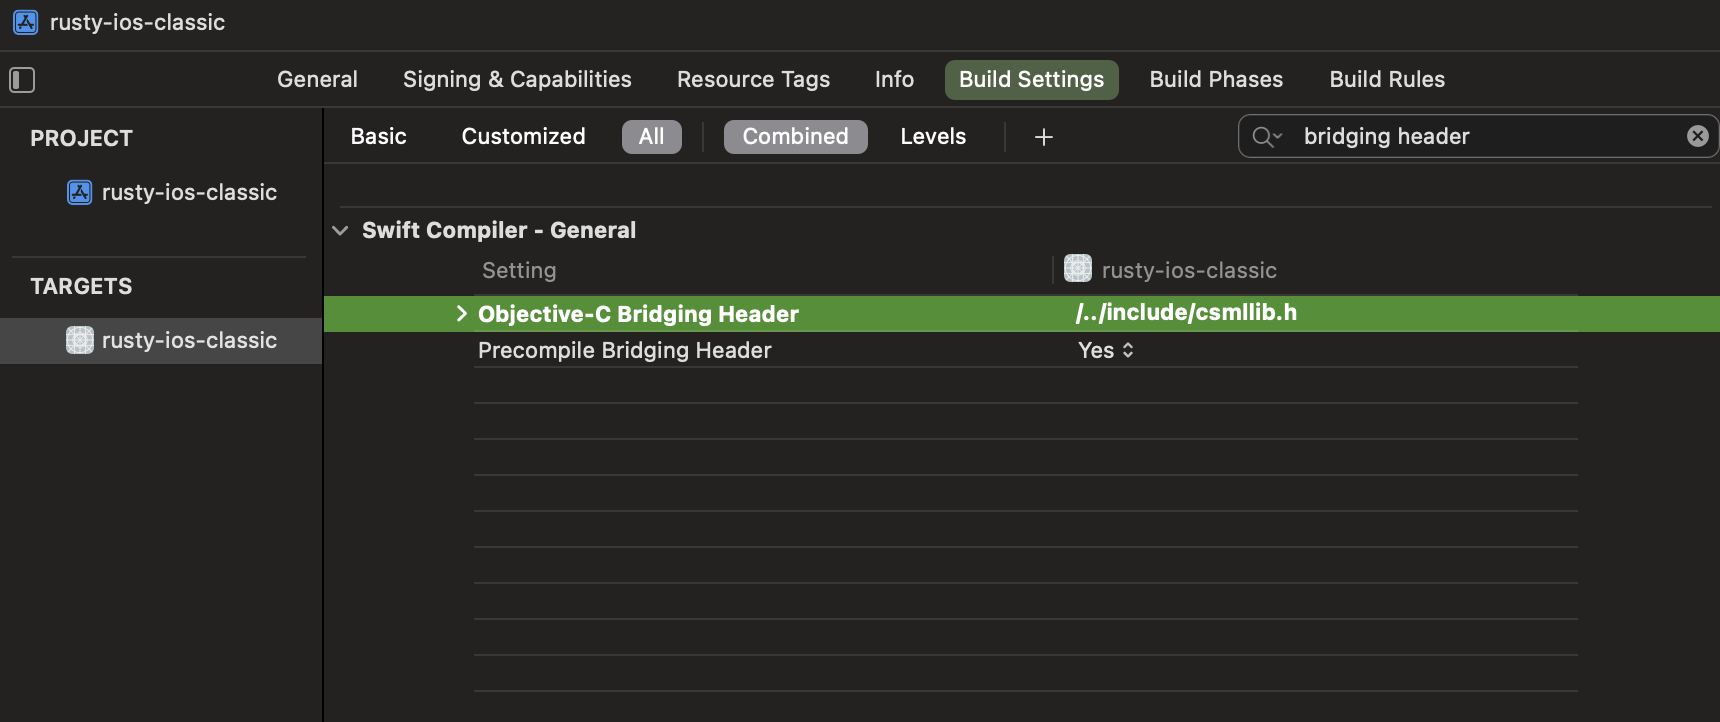 rusty-ios-classic
General Signing & Capabilities Resource Tags Info Build Settings Build Phases Build Rules
PROJECT
rusty-ios-classic
TARGETS
rusty-ios-classic
Basic Customized All Combined Levels + bridging header
Swift Compiler - General
Setting rusty-ios-classic
Objective-C Bridging Header /../include/csmllib.h
Precompile Bridging Header Yes